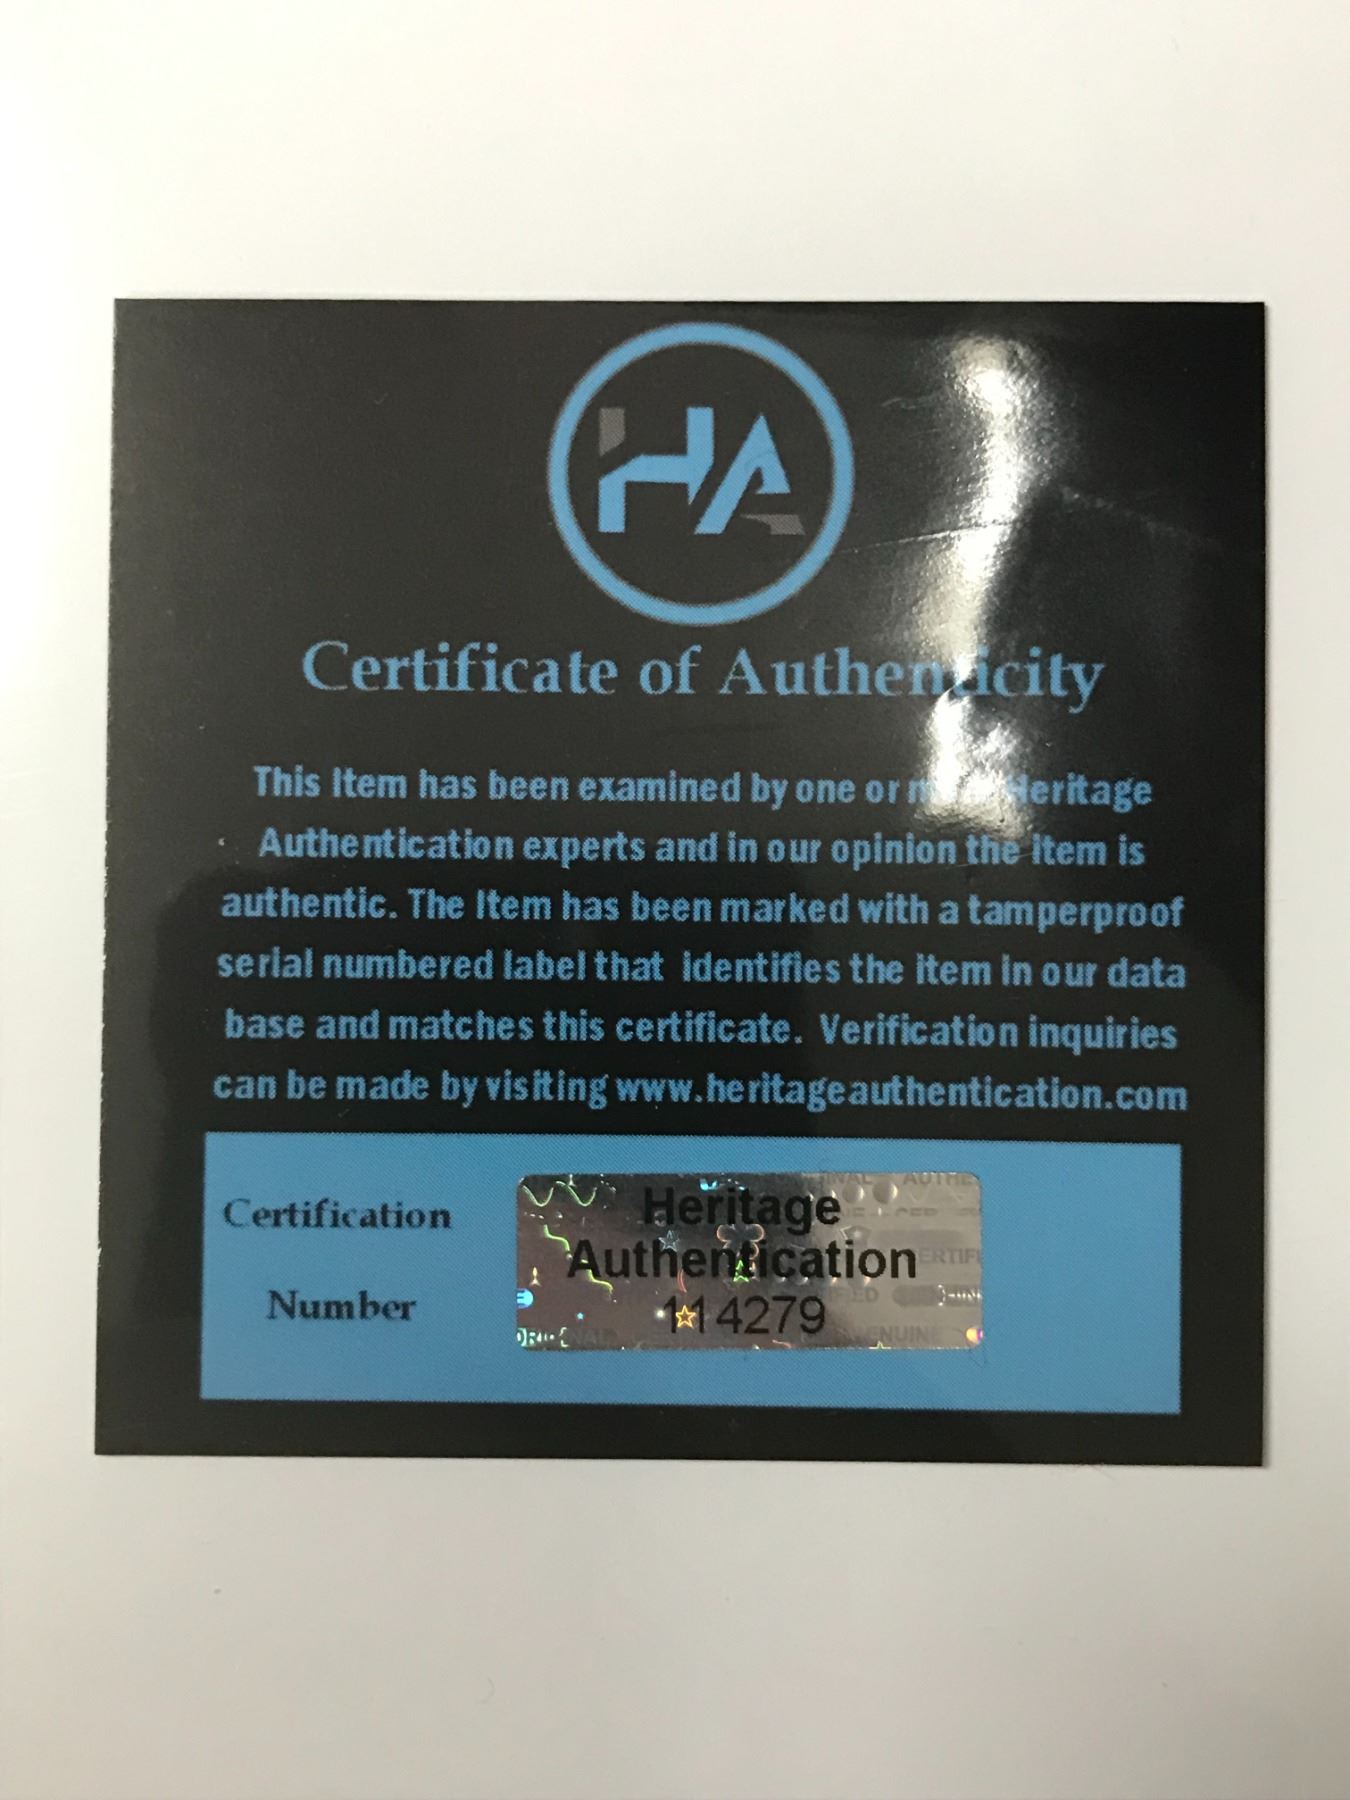 HA
Certificate of Authenticity
This Item has been examined by one or Heritage
Authentication experts and in our opinion the item is
authentic. The Item has been marked with a tamperproof
serial numbered label that identifies the item in our data
base and matches this certificate. Verification inquiries
can be made by visiting www.heritageauthentication.com
Certification
Number
Heritage
Authentication
114279